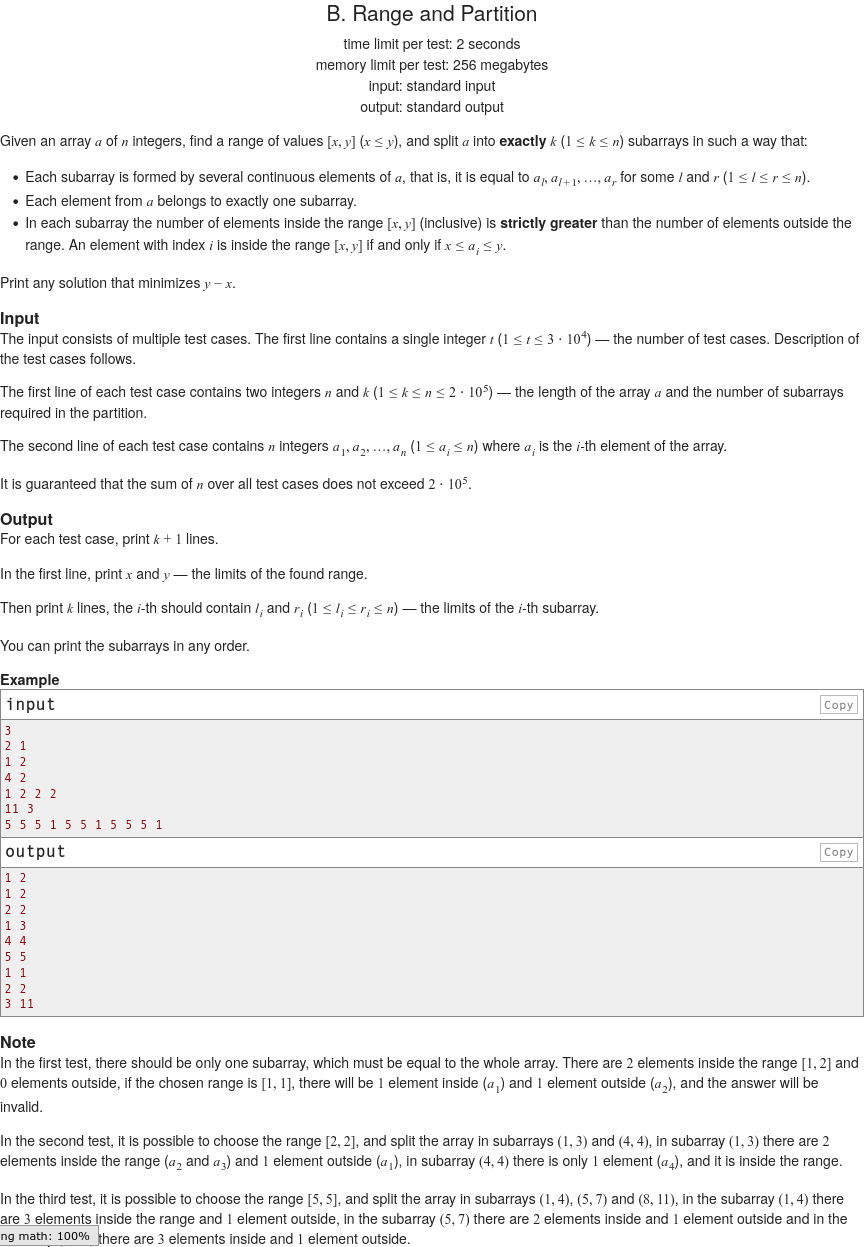 B. Range and Partition
time limit per test: 2 seconds
memory limit per test: 256 megabytes
input: standard input
output: standard output
Given an array a of n integers, find a range of values [x, y] (x ≤ y), and split a into exactly k (1 ≤ k ≤ n) subarrays in such a way that:
• Each subarray is formed by several continuous elements of a, that is, it is equal to a_l, a_{l+1}, …, a_r for some l and r (1 ≤ l ≤ r ≤ n).
• Each element from a belongs to exactly one subarray.
• In each subarray the number of elements inside the range [x, y] (inclusive) is strictly greater than the number of elements outside the
range. An element with index i is inside the range [x, y] if and only if x ≤ a_i ≤ y.
Print any solution that minimizes y − x.
Input
The input consists of multiple test cases. The first line contains a single integer t (1 ≤ t ≤ 3 · 10^4) — the number of test cases. Description of
the test cases follows.
The first line of each test case contains two integers n and k (1 ≤ k ≤ n ≤ 2 · 10^5) — the length of the array a and the number of subarrays
required in the partition.
The second line of each test case contains n integers a_1, a_2, …, a_n (1 ≤ a_i ≤ n) where a_i is the i-th element of the array.
It is guaranteed that the sum of n over all test cases does not exceed 2 · 10^5.
Output
For each test case, print k + 1 lines.
In the first line, print x and y — the limits of the found range.
Then print k lines, the i-th should contain l_i and r_i (1 ≤ l_i ≤ r_i ≤ n) — the limits of the i-th subarray.
You can print the subarrays in any order.
Example
input Copy
3
2 1
1 2
4 2
1 2 2 2
11 3
5 5 5 1 5 5 1 5 5 5 1
output Copy
1 2
1 2
2 2
1 3
4 4
5 5
1 1
2 2
3 11
Note
In the first test, there should be only one subarray, which must be equal to the whole array. There are 2 elements inside the range [1, 2] and
0 elements outside, if the chosen range is [1, 1], there will be 1 element inside (a_1) and 1 element outside (a_2), and the answer will be
invalid.
In the second test, it is possible to choose the range [2, 2], and split the array in subarrays (1, 3) and (4, 4), in subarray (1, 3) there are 2
elements inside the range (a_2 and a_3) and 1 element outside (a_1), in subarray (4, 4) there is only 1 element (a_4), and it is inside the range.
In the third test, it is possible to choose the range [5, 5], and split the array in subarrays (1, 4), (5, 7) and (8, 11), in the subarray (1, 4) there
are 3 elements inside the range and 1 element outside, in the subarray (5, 7) there are 2 elements inside and 1 element outside and in the
ng math: 100% there are 3 elements inside and 1 element outside.